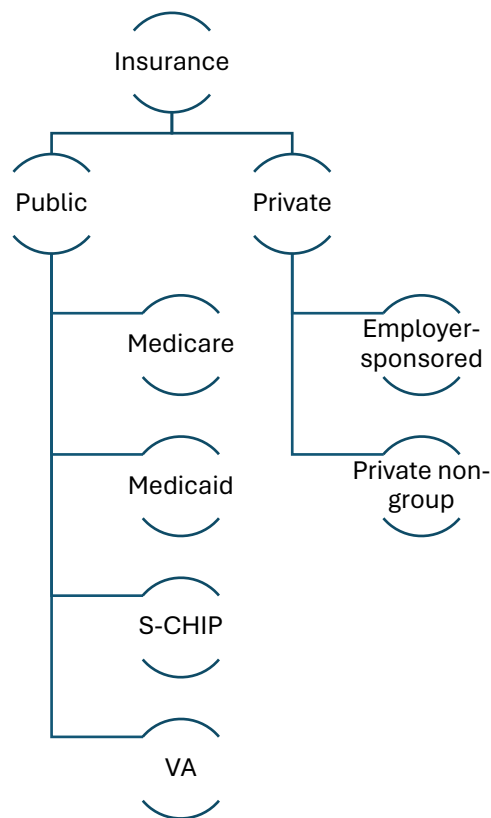 Insurance
Public
Private
Medicare
Medicaid
S-CHIP
VA
Employer-
sponsored
Private non-
group